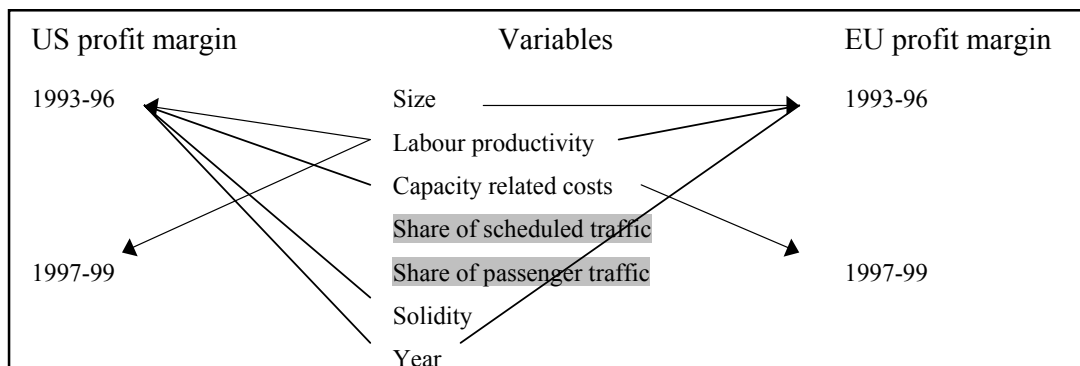 US profit margin Variables EU profit margin
1993-96 Size 1993-96
Labour productivity
Capacity related costs
Share of scheduled traffic
1997-99 Share of passenger traffic 1997-99
Solidity
Year